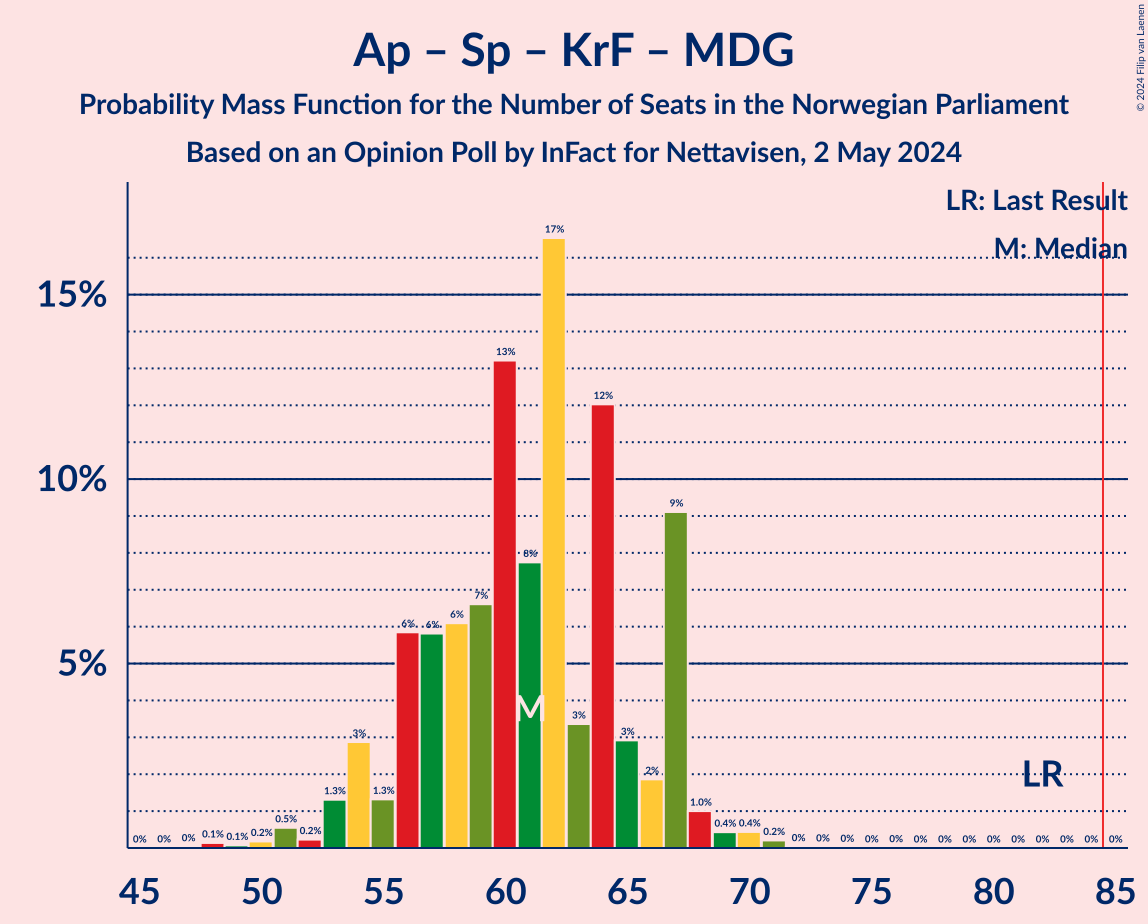 Ap – Sp – KrF – MDG
Probability Mass Function for the Number of Seats in the Norwegian Parliament
Based on an Opinion Poll by InFact for Nettavisen, 2 May 2024
© 2024 Filip van Laenen
LR: Last Result
M: Median
15%
10%
5%
0% 0% 0% 0.1% 0.1% 0.2% 0.5% 0.2% 1.3% 3% 1.3% 6% 6% 6% 7% 13% 8% 17% 3% 12% 3% 2% 9% 1.0% 0.4% 0.4% 0.2% 0% 0% 0% 0% 0% 0% 0% 0% 0% 0% 0% 0% 0% 0%
M
LR
45 50 55 60 65 70 75 80 85